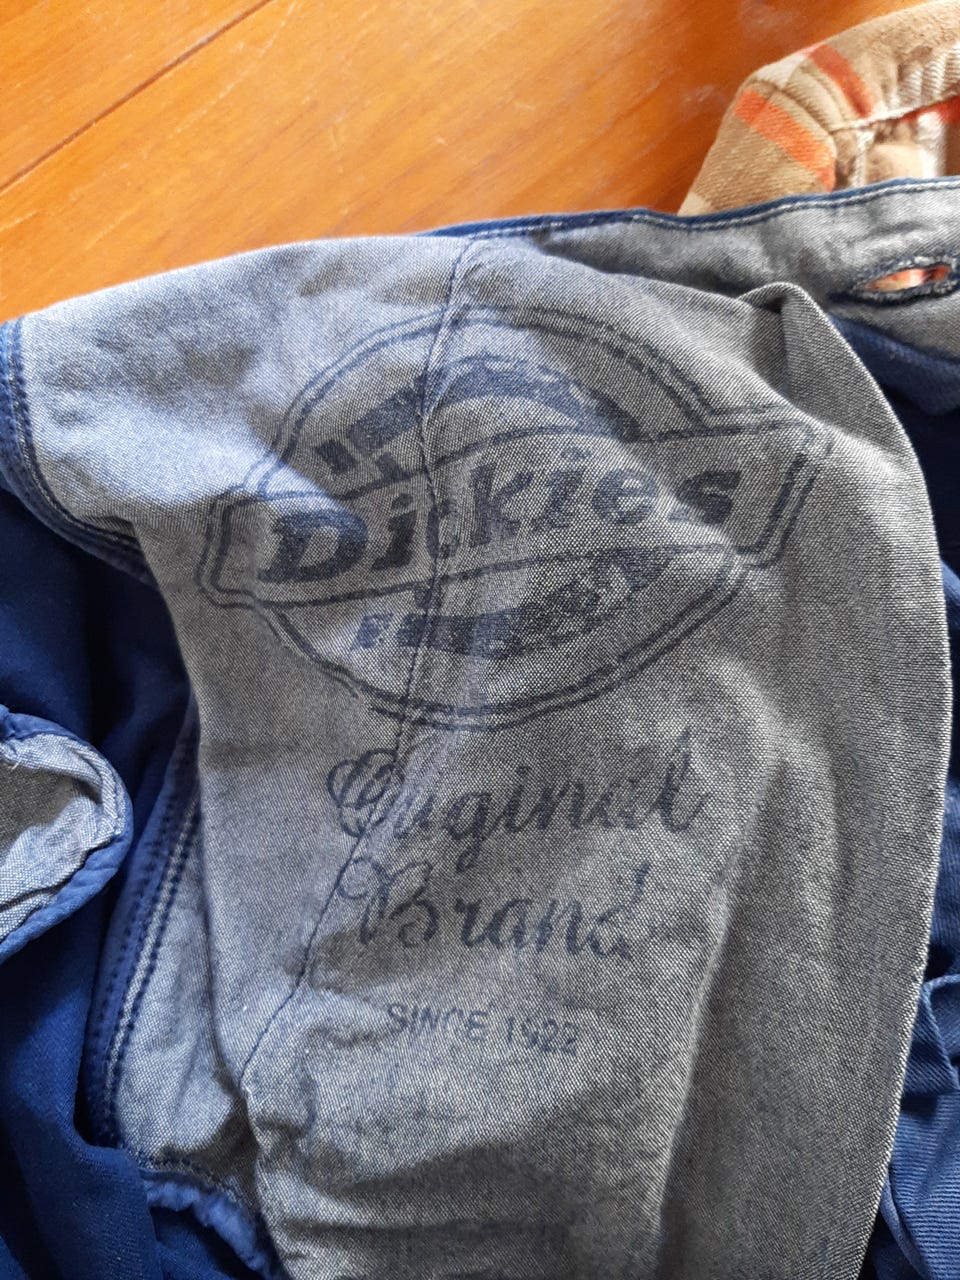 Dickies
Original
Brand
SINCE 1922